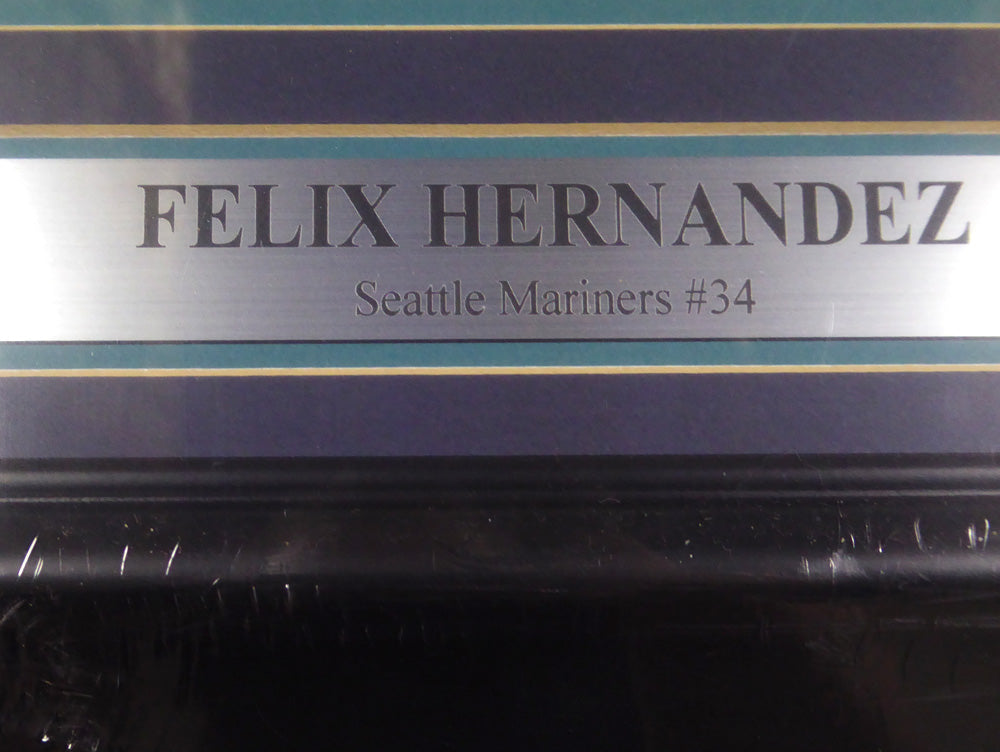 FELIX HERNANDEZ
Seattle Mariners #34